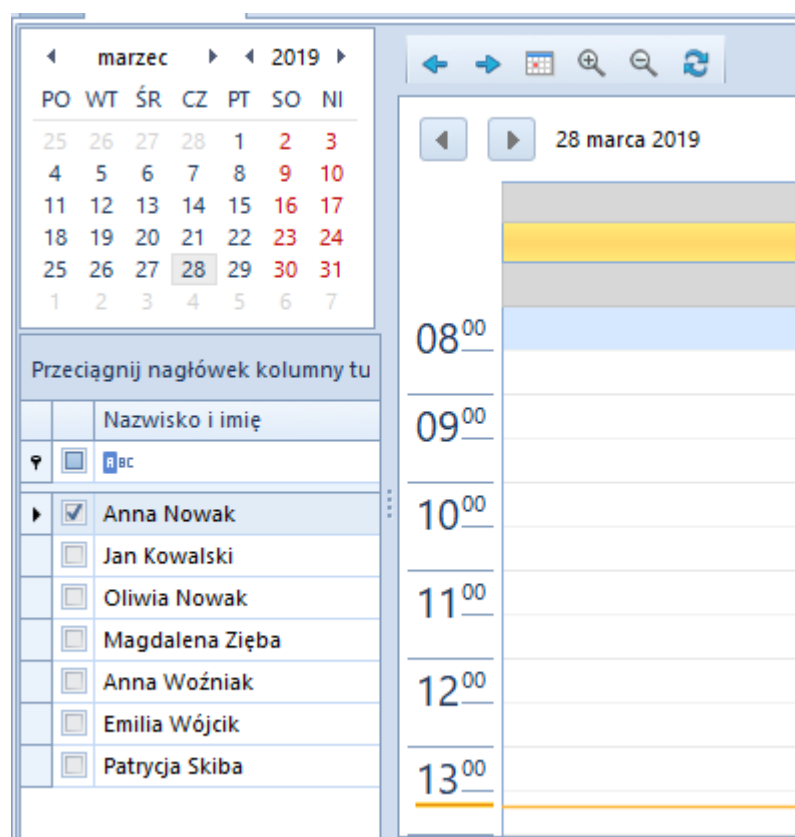 marzec 2019
PO WT ŚR CZ PT SO NI
25 26 27 28 1 2 3
4 5 6 7 8 9 10
11 12 13 14 15 16 17
18 19 20 21 22 23 24
25 26 27 28 29 30 31
1 2 3 4 5 6 7
Przeciągnij nagłówek kolumny tu
Nazwisko i imię
ABC
Anna Nowak
Jan Kowalski
Oliwia Nowak
Magdalena Zięba
Anna Woźniak
Emilia Wójcik
Patrycja Skiba
28 marca 2019
08 00
09 00
10 00
11 00
12 00
13 00